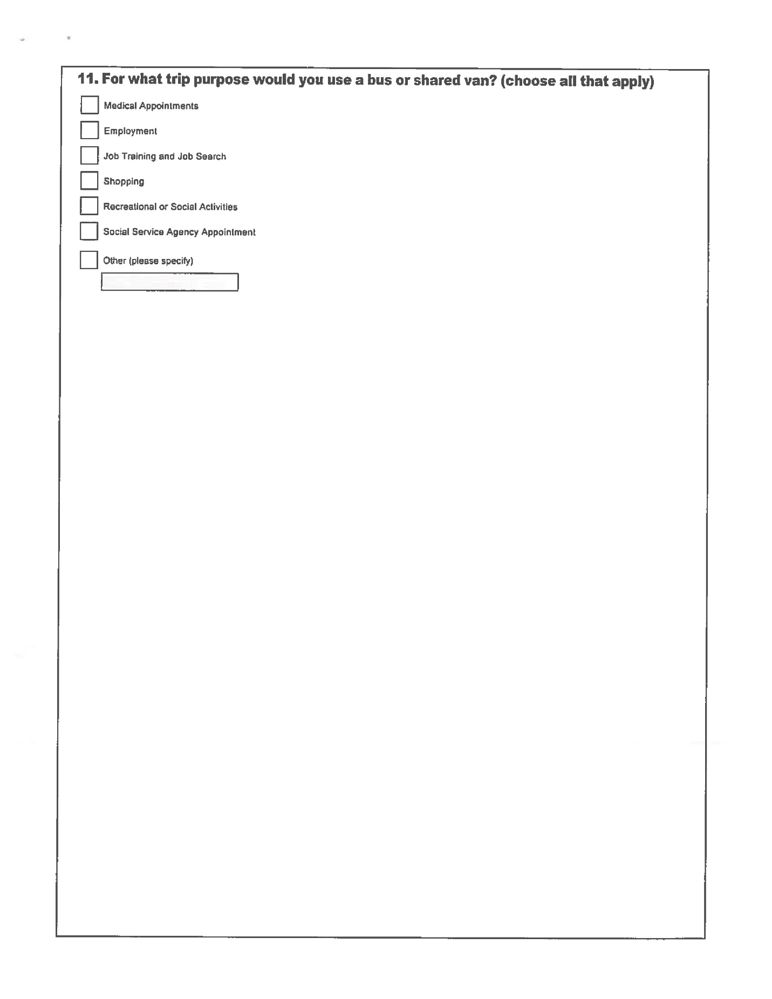 11. For what trip purpose would you use a bus or shared van? (choose all that apply)
Medical Appointments
Employment
Job Training and Job Search
Shopping
Recreational or Social Activities
Social Service Agency Appointment
Other (please specify)